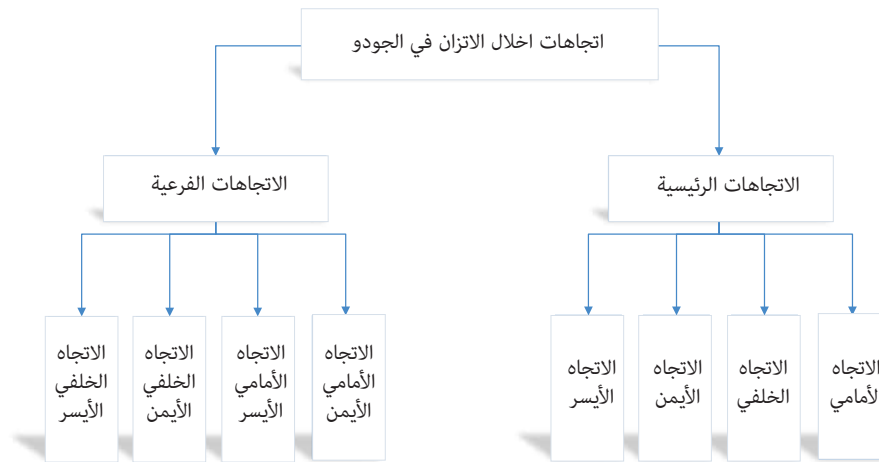 اتجاهات اخلال الاتزان في الجودو
الاتجاهات الرئيسية
الاتجاهات الفرعية
الاتجاه
الأمامي
الاتجاه
الخلفي
الاتجاه
الأيمن
الاتجاه
الأيسر
الاتجاه
الأمامي
الأيمن
الاتجاه
الأمامي
الأيسر
الاتجاه
الخلفي
الأيمن
الاتجاه
الخلفي
الأيسر